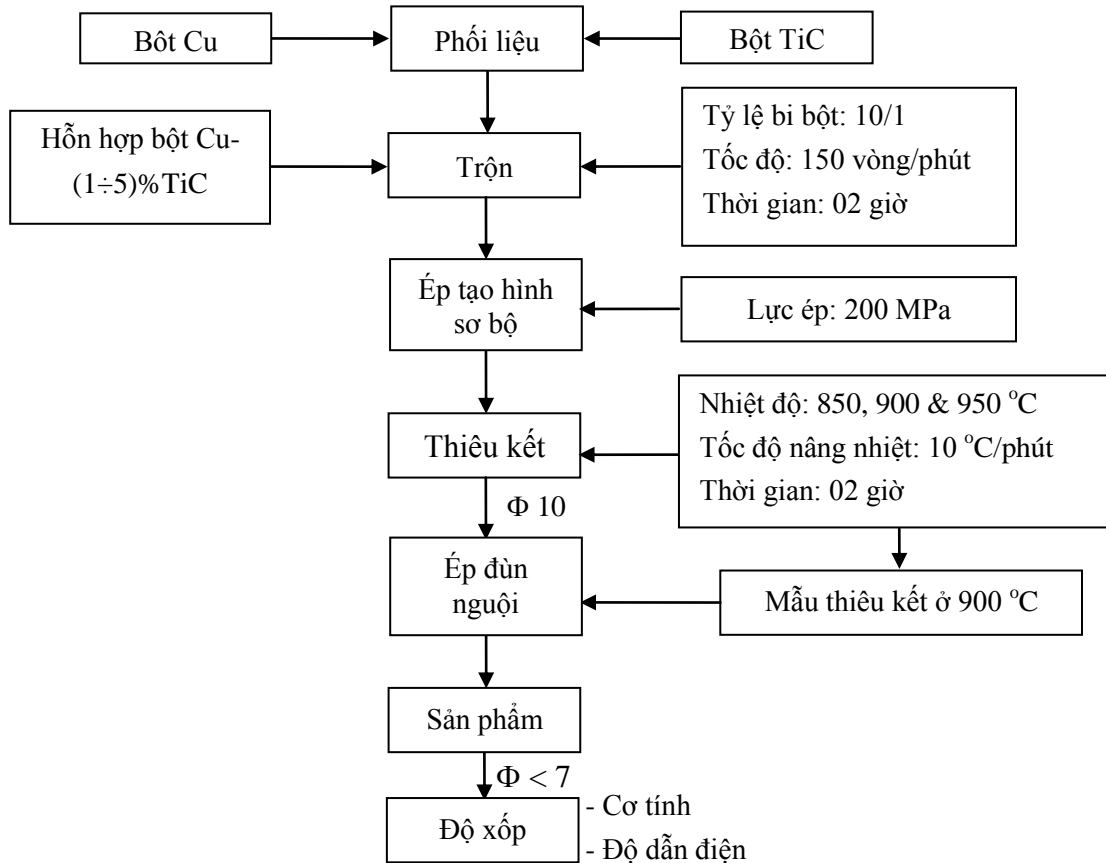 Bôt Cu
Phối liệu
Bột TiC
Hỗn hợp bột Cu-
(1÷5)%TiC
Trộn
Tỷ lệ bi bột: 10/1
Tốc độ: 150 vòng/phút
Thời gian: 02 giờ
Ép tạo hình
sơ bộ
Lực ép: 200 MPa
Thiêu kết
Nhiệt độ: 850, 900 & 950 °C
Tốc độ nâng nhiệt: 10 °C/phút
Thời gian: 02 giờ
Φ 10
Ép đùn
nguội
Mẫu thiêu kết ở 900 °C
Sản phẩm
Φ < 7
Độ xốp
- Cơ tính
- Độ dẫn điện